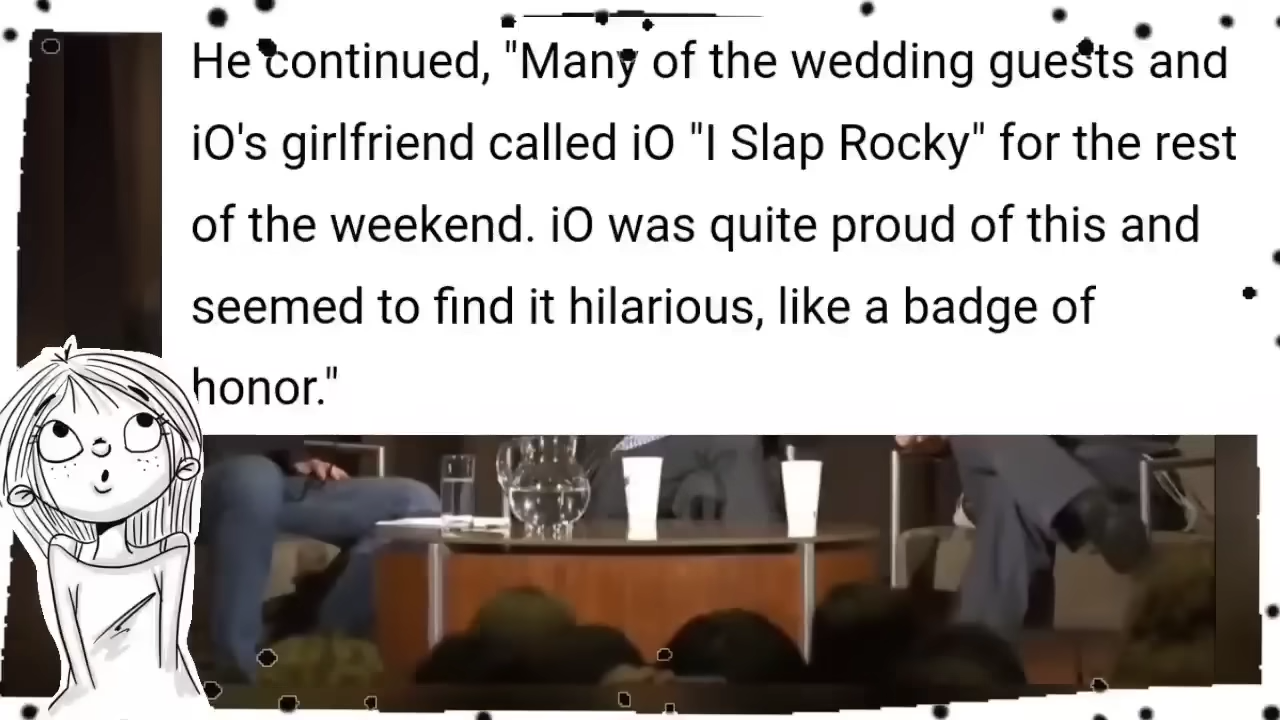 He continued, "Many of the wedding guests and
iO's girlfriend called iO "I Slap Rocky" for the rest
of the weekend. iO was quite proud of this and
seemed to find it hilarious, like a badge of
honor."